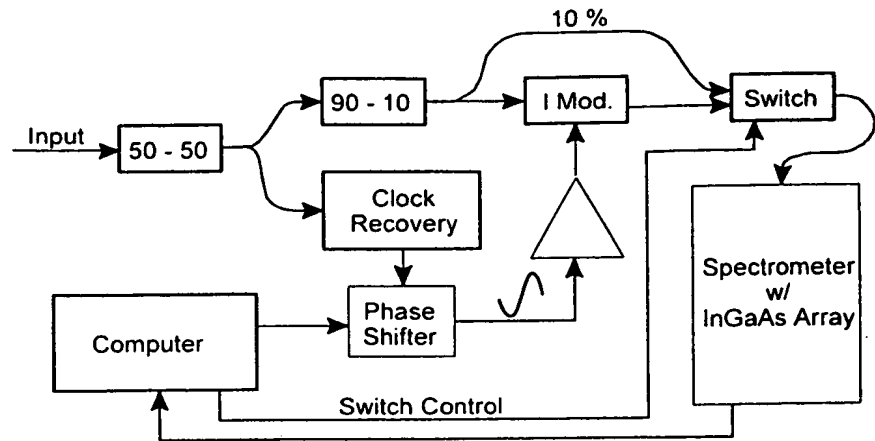 10 %
90 - 10
I Mod.
Switch
Input
50 - 50
Clock
Recovery
Spectrometer
w/
InGaAs Array
Phase
Shifter
Computer
Switch Control